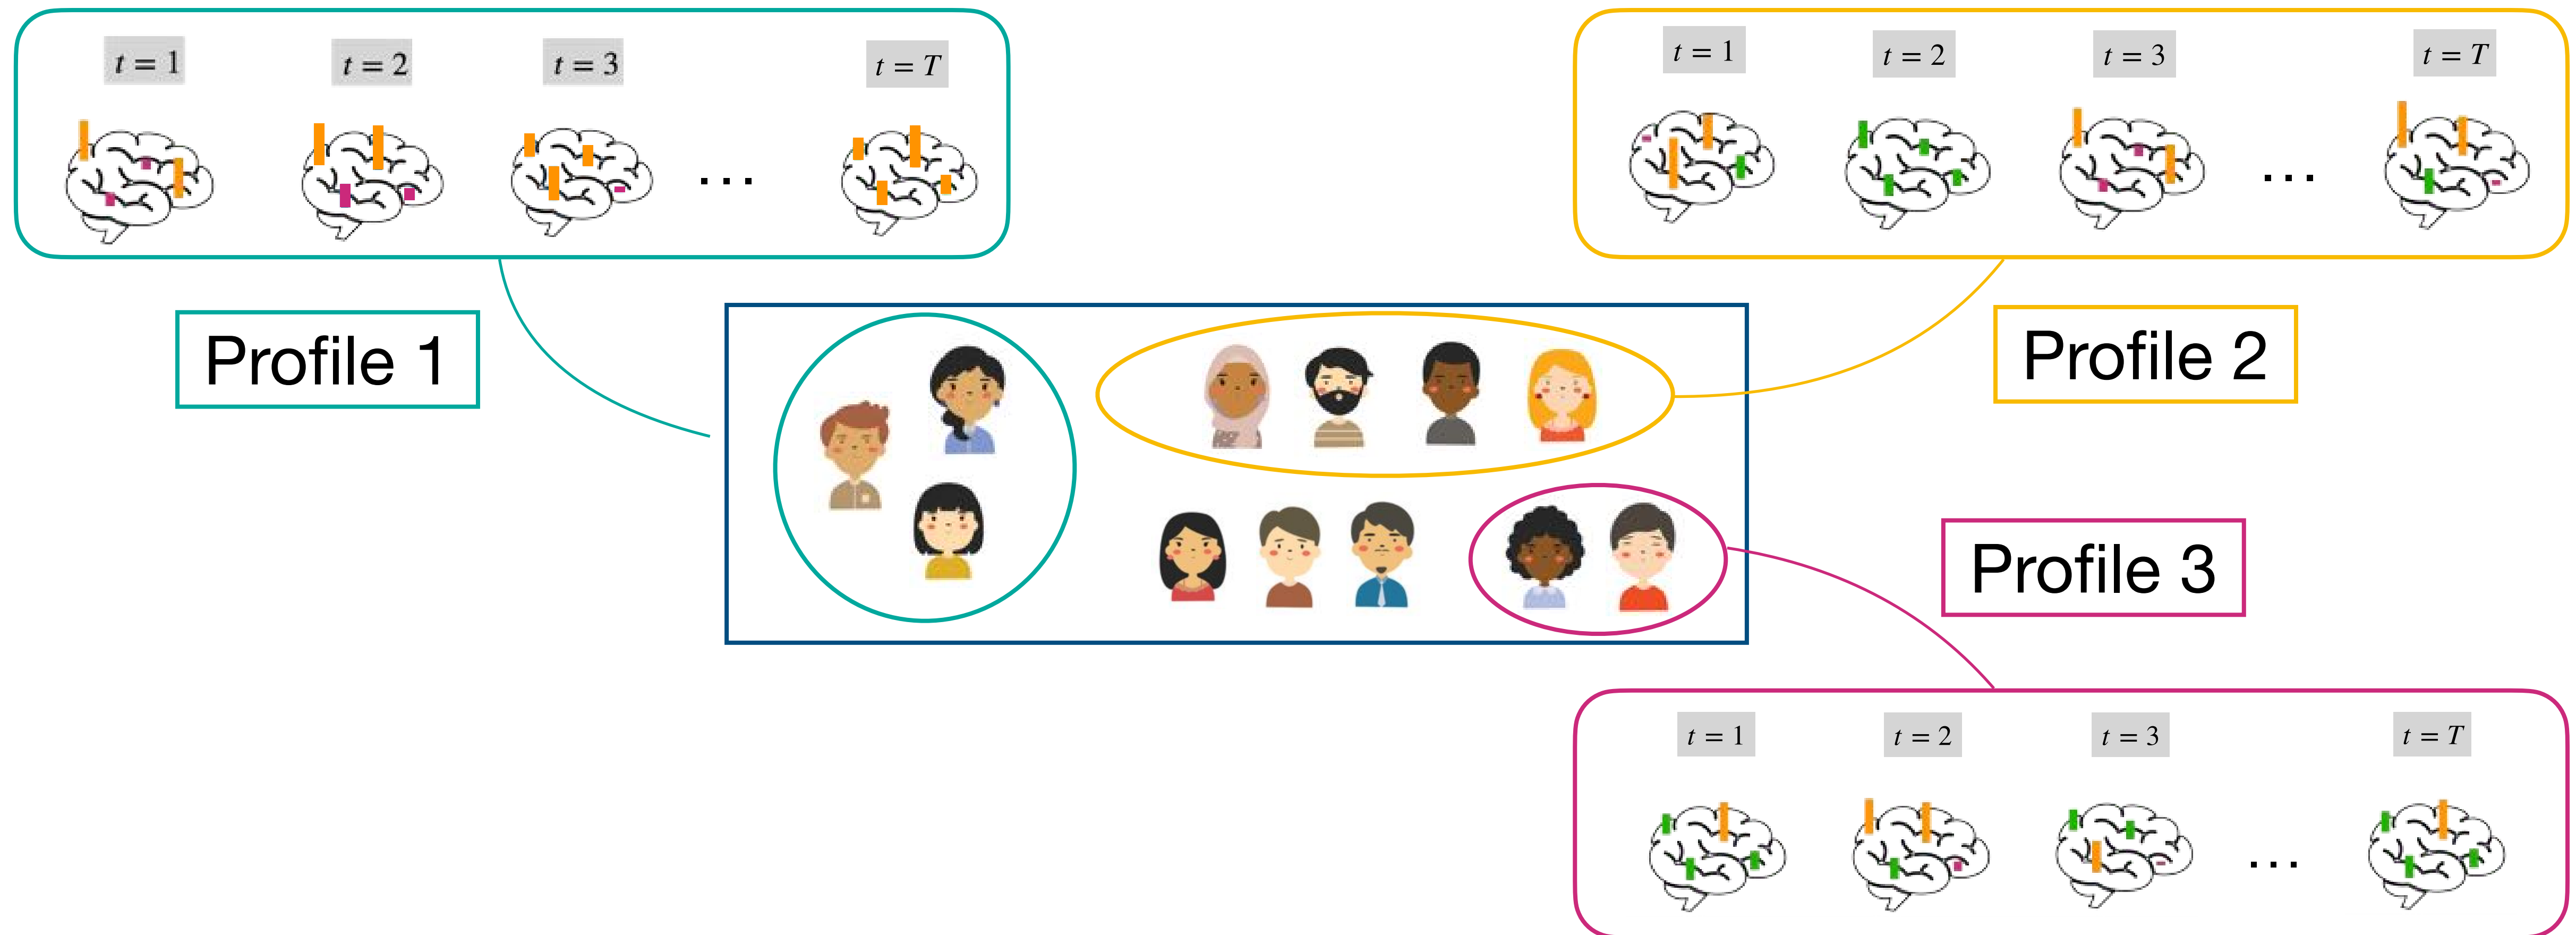 t = 1 t = 2 t = 3 t = T
...
Profile 1
t = 1 t = 2 t = 3 t = T
...
Profile 2
Profile 3
t = 1 t = 2 t = 3 t = T
...